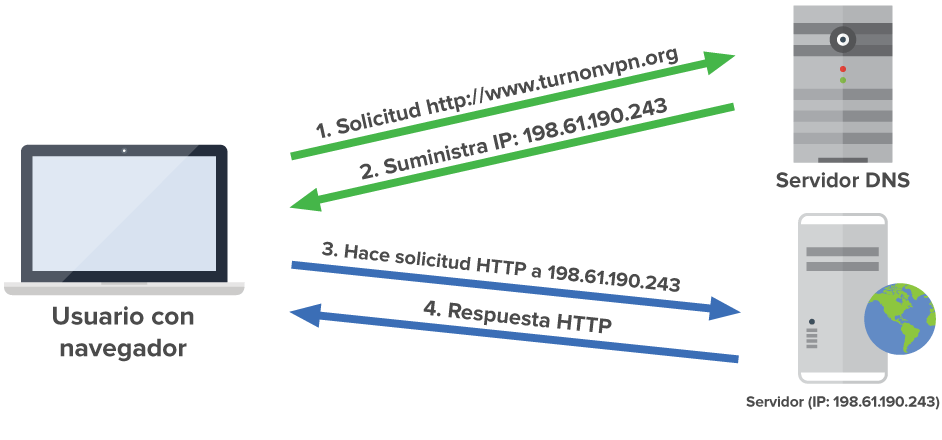 1. Solicitud http://www.turnonvpn.org
2. Suministra IP: 198.61.190.243
Servidor DNS
3. Hace solicitud HTTP a 198.61.190.243
4. Respuesta HTTP
Usuario con
navegador
Servidor (IP: 198.61.190.243)